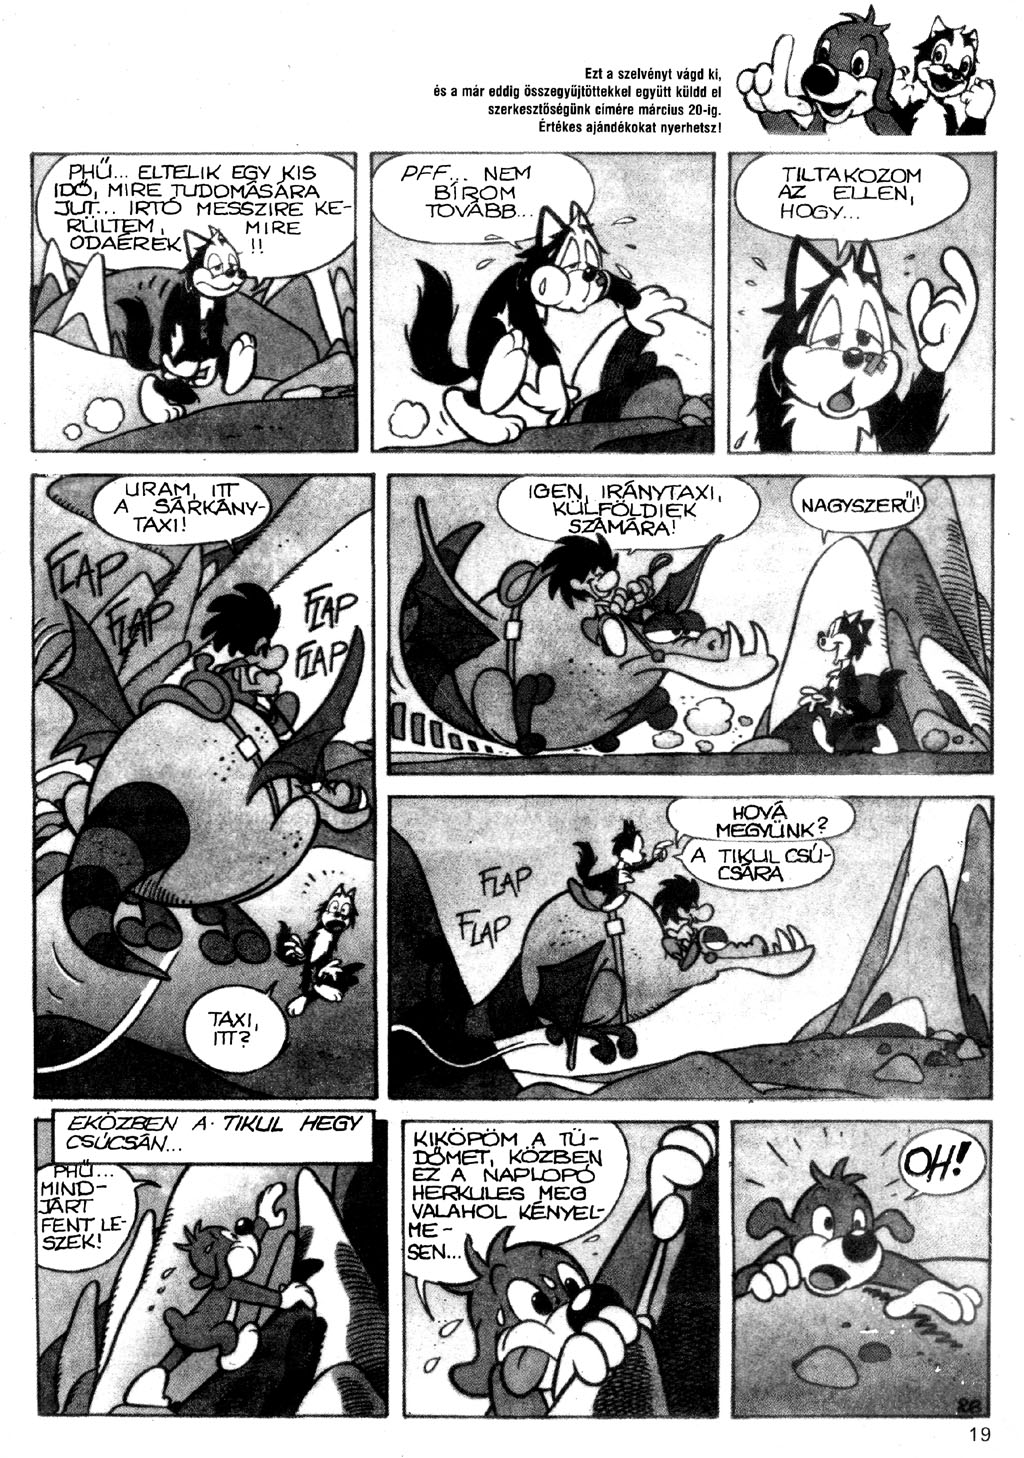 Ezt a szelvényt vágd ki,
és a már eddig összegyűjtöttekkel együtt küldd el
szerkesztőségünk címére március 20-ig.
Értékes ajándékokat nyerhetsz!
PHŰ... ELTELIK EGY KIS
IDŐ, MIRE TUDOMÁSÁRA
JUT... IRTÓ MESSZIRE KE-
RÜLTEM, MIRE
ODAÉREK !!
PFF... NEM
BÍROM
TOVÁBB...
TILTAKOZOM
AZ ELLEN,
HOGY...
URAM, ITT
A SÁRKÁNY-
TAXI!
FLAP
FLAP
FLAP
FLAP
TAXI,
ITT?
IGEN, IRÁNYTAXI,
KÜLFÖLDIEK
SZÁMÁRA!
NAGYSZERŰ!
HOVÁ
MEGYÜNK?
A TIKUL CSÚ-
CSÁRA
FLAP
FLAP
EKÖZBEN A TIKUL HEGY
CSÚCSÁN...
PHŰ...
MIND-
JÁRT
FENT LE-
SZEK!
KIKÖPÖM A TÜ-
DŐMET, KÖZBEN
EZ A NAPLOPÓ
HERKULES MEG
VALAHOL KÉNYEL-
ME-
SEN...
OH!
RB
19